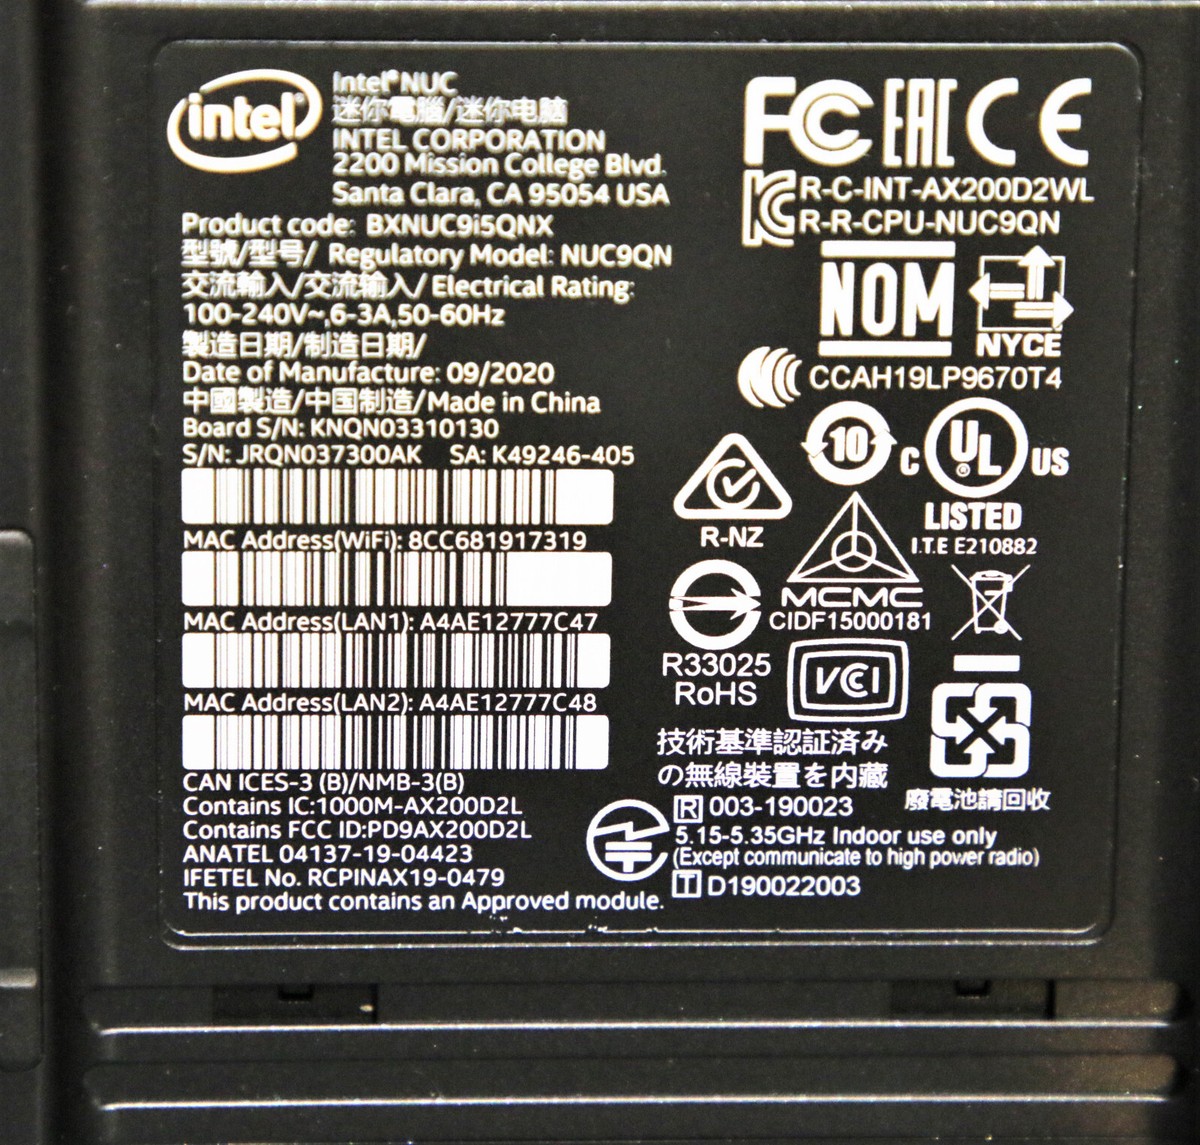 intel
Intel® NUC
迷你電腦/迷你电脑
INTEL CORPORATION
2200 Mission College Blvd.
Santa Clara, CA 95054 USA
Product code: BXNUC9i5QNX
型號/型号/ Regulatory Model: NUC9QN
交流輸入/交流输入/ Electrical Rating:
100-240V~,6-3A,50-60Hz
製造日期/制造日期/
Date of Manufacture: 09/2020
中國製造/中国制造/Made in China
Board S/N: KNQN03310130
S/N: JRQN037300AK SA: K49246-405
MAC Address(WiFi): 8CC681917319
MAC Address(LAN1): A4AE12777C47
MAC Address(LAN2): A4AE12777C48
CAN ICES-3 (B)/NMB-3(B)
Contains IC:1000M-AX200D2L
Contains FCC ID:PD9AX200D2L
ANATEL 04137-19-04423
IFETEL No. RCPINAX19-0479
This product contains an Approved module.
FC EAC CE
KC R-C-INT-AX200D2WL
R-R-CPU-NUC9QN
NOM
NYCE
CCAH19LP9670T4
10
C UL® US
LISTED
I.T.E E210882
R-NZ
MCMC
CIDF15000181
R33025
RoHS
VCCI
技術基準認証済み
の無線装置を内蔵
廢電池請回收
R 003-190023
5.15-5.35GHz Indoor use only
(Except communicate to high power radio)
T D190022003